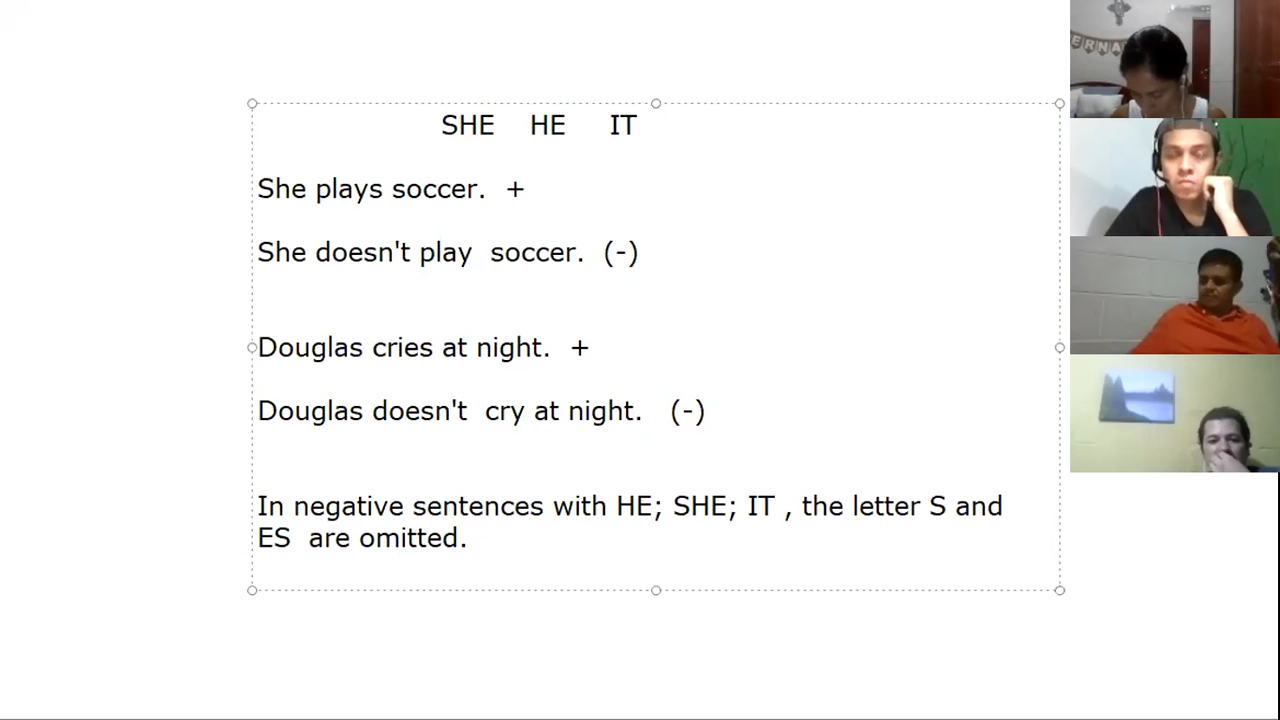 SHE HE IT
She plays soccer. +
She doesn't play soccer. (-)
Douglas cries at night. +
Douglas doesn't cry at night. (-)
In negative sentences with HE; SHE; IT , the letter S and
ES are omitted.
ERNA